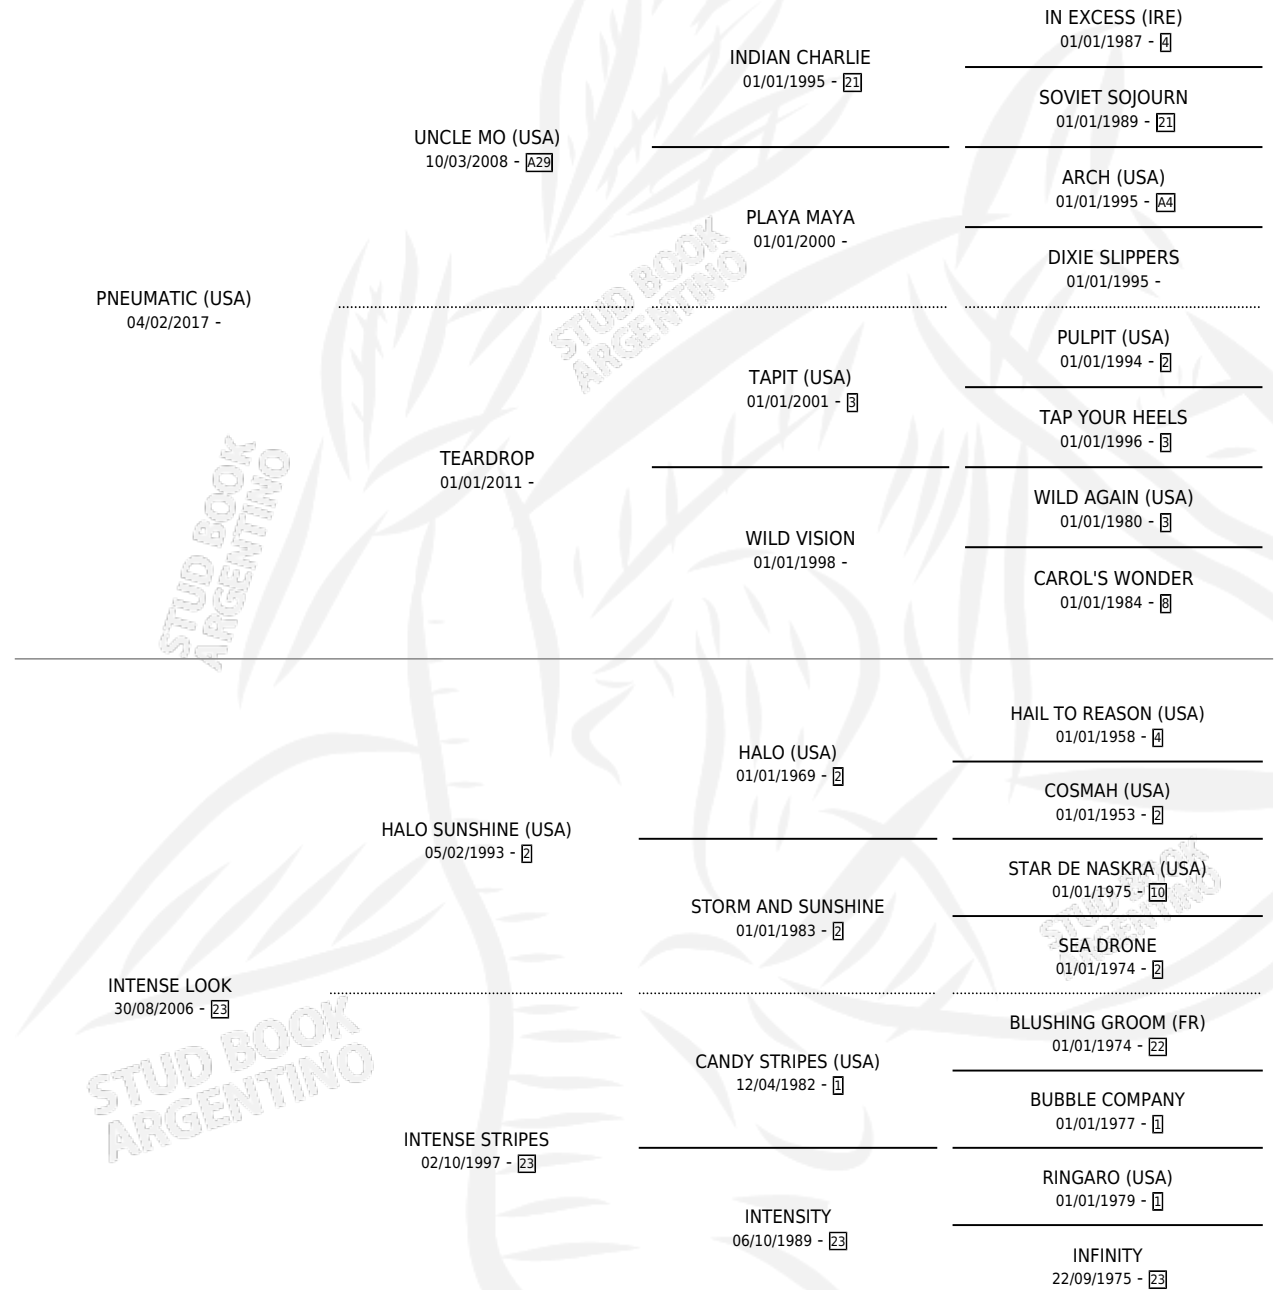 IN EXCESS (IRE)
01/01/1987 - 4
INDIAN CHARLIE
01/01/1995 - 21
SOVIET SOJOURN
01/01/1989 - 21
UNCLE MO (USA)
10/03/2008 - A29
ARCH (USA)
01/01/1995 - A4
PLAYA MAYA
01/01/2000 -
DIXIE SLIPPERS
01/01/1995 -
PNEUMATIC (USA)
04/02/2017 -
STUD BOOK
ARGENTINO
PULPIT (USA)
01/01/1994 - 2
TAPIT (USA)
01/01/2001 - 3
TAP YOUR HEELS
01/01/1996 - 3
TEARDROP
01/01/2011 -
WILD AGAIN (USA)
01/01/1980 - 3
WILD VISION
01/01/1998 -
CAROL'S WONDER
01/01/1984 - 8
STUD BOOK
ARGENTINO
HAIL TO REASON (USA)
01/01/1958 - 4
HALO (USA)
01/01/1969 - 2
COSMAH (USA)
01/01/1953 - 2
HALO SUNSHINE (USA)
05/02/1993 - 2
STAR DE NASKRA (USA)
01/01/1975 - 10
STORM AND SUNSHINE
01/01/1983 - 2
STUD BOOK
ARGENTINO
SEA DRONE
01/01/1974 - 2
INTENSE LOOK
30/08/2006 - 23
STUD BOOK
ARGENTINO
BLUSHING GROOM (FR)
01/01/1974 - 22
CANDY STRIPES (USA)
12/04/1982 - 1
BUBBLE COMPANY
01/01/1977 - 1
INTENSE STRIPES
02/10/1997 - 23
RINGARO (USA)
01/01/1979 - 1
INTENSITY
06/10/1989 - 23
INFINITY
22/09/1975 - 23